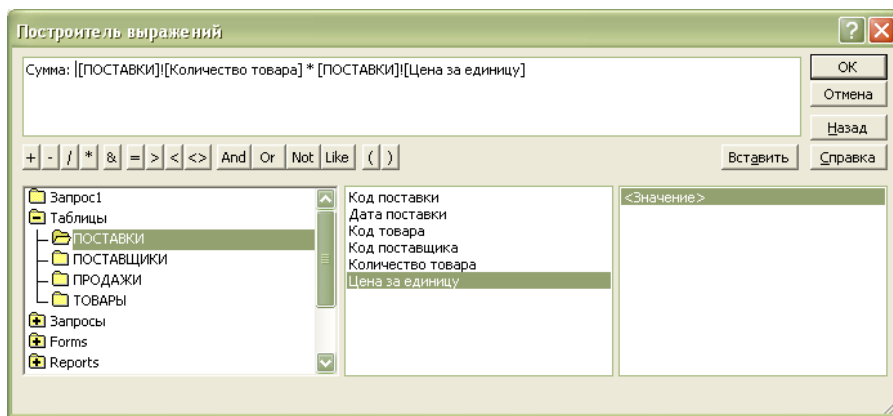 Построитель выражений
Сумма: [ПОСТАВКИ]![Количество товара] * [ПОСТАВКИ]![Цена за единицу]
OK
Отмена
Назад
+ - / * & = > < <> And Or Not Like ( )
Вставить
Справка
Запрос1
Таблицы
ПОСТАВКИ
ПОСТАВЩИКИ
ПРОДАЖИ
ТОВАРЫ
Запросы
Forms
Reports
Код поставки
Дата поставки
Код товара
Код поставщика
Количество товара
Цена за единицу
<Значение>